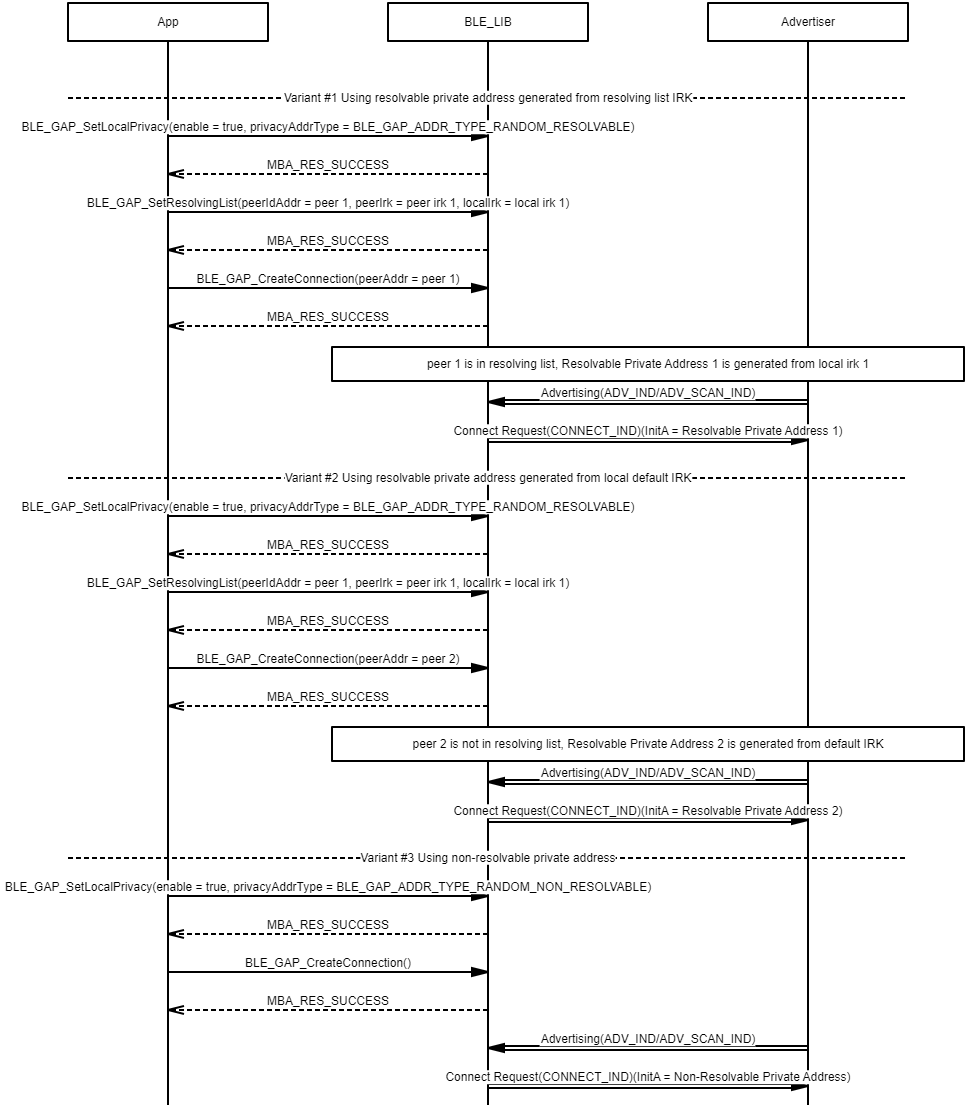 App
BLE_LIB
Advertiser
Variant #1 Using resolvable private address generated from resolving list IRK
BLE_GAP_SetLocalPrivacy(enable = true, privacyAddrType = BLE_GAP_ADDR_TYPE_RANDOM_RESOLVABLE)
MBA_RES_SUCCESS
BLE_GAP_SetResolvingList(peerIdAddr = peer 1, peerIrk = peer irk 1, localIrk = local irk 1)
MBA_RES_SUCCESS
BLE_GAP_CreateConnection(peerAddr = peer 1)
MBA_RES_SUCCESS
peer 1 is in resolving list, Resolvable Private Address 1 is generated from local irk 1
Advertising(ADV_IND/ADV_SCAN_IND)
Connect Request(CONNECT_IND)(InitA = Resolvable Private Address 1)
Variant #2 Using resolvable private address generated from local default IRK
BLE_GAP_SetLocalPrivacy(enable = true, privacyAddrType = BLE_GAP_ADDR_TYPE_RANDOM_RESOLVABLE)
MBA_RES_SUCCESS
BLE_GAP_SetResolvingList(peerIdAddr = peer 1, peerIrk = peer irk 1, localIrk = local irk 1)
MBA_RES_SUCCESS
BLE_GAP_CreateConnection(peerAddr = peer 2)
MBA_RES_SUCCESS
peer 2 is not in resolving list, Resolvable Private Address 2 is generated from default IRK
Advertising(ADV_IND/ADV_SCAN_IND)
Connect Request(CONNECT_IND)(InitA = Resolvable Private Address 2)
Variant #3 Using non-resolvable private address
BLE_GAP_SetLocalPrivacy(enable = true, privacyAddrType = BLE_GAP_ADDR_TYPE_RANDOM_NON_RESOLVABLE)
MBA_RES_SUCCESS
BLE_GAP_CreateConnection()
MBA_RES_SUCCESS
Advertising(ADV_IND/ADV_SCAN_IND)
Connect Request(CONNECT_IND)(InitA = Non-Resolvable Private Address)